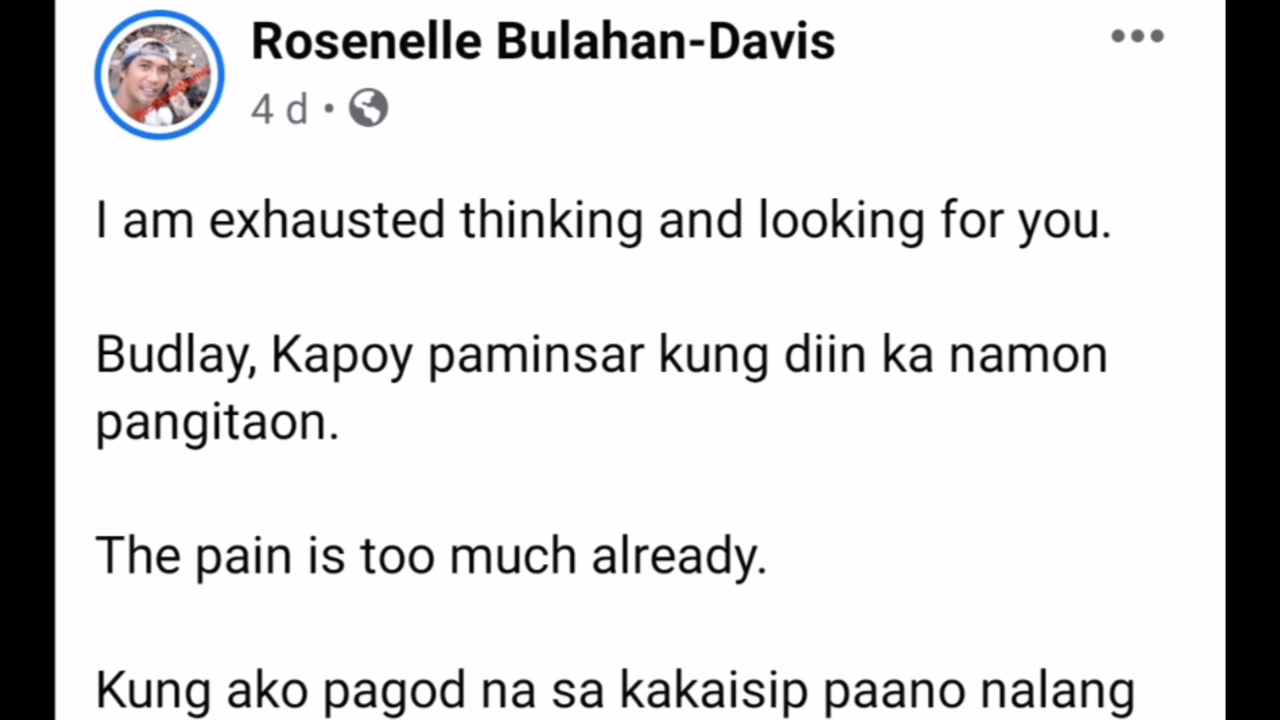 Rosenelle Bulahan-Davis
4 d •
I am exhausted thinking and looking for you.
Budlay, Kapoy paminsar kung diin ka namon
pangitaon.
The pain is too much already.
Kung ako pagod na sa kakaisip paano nalang